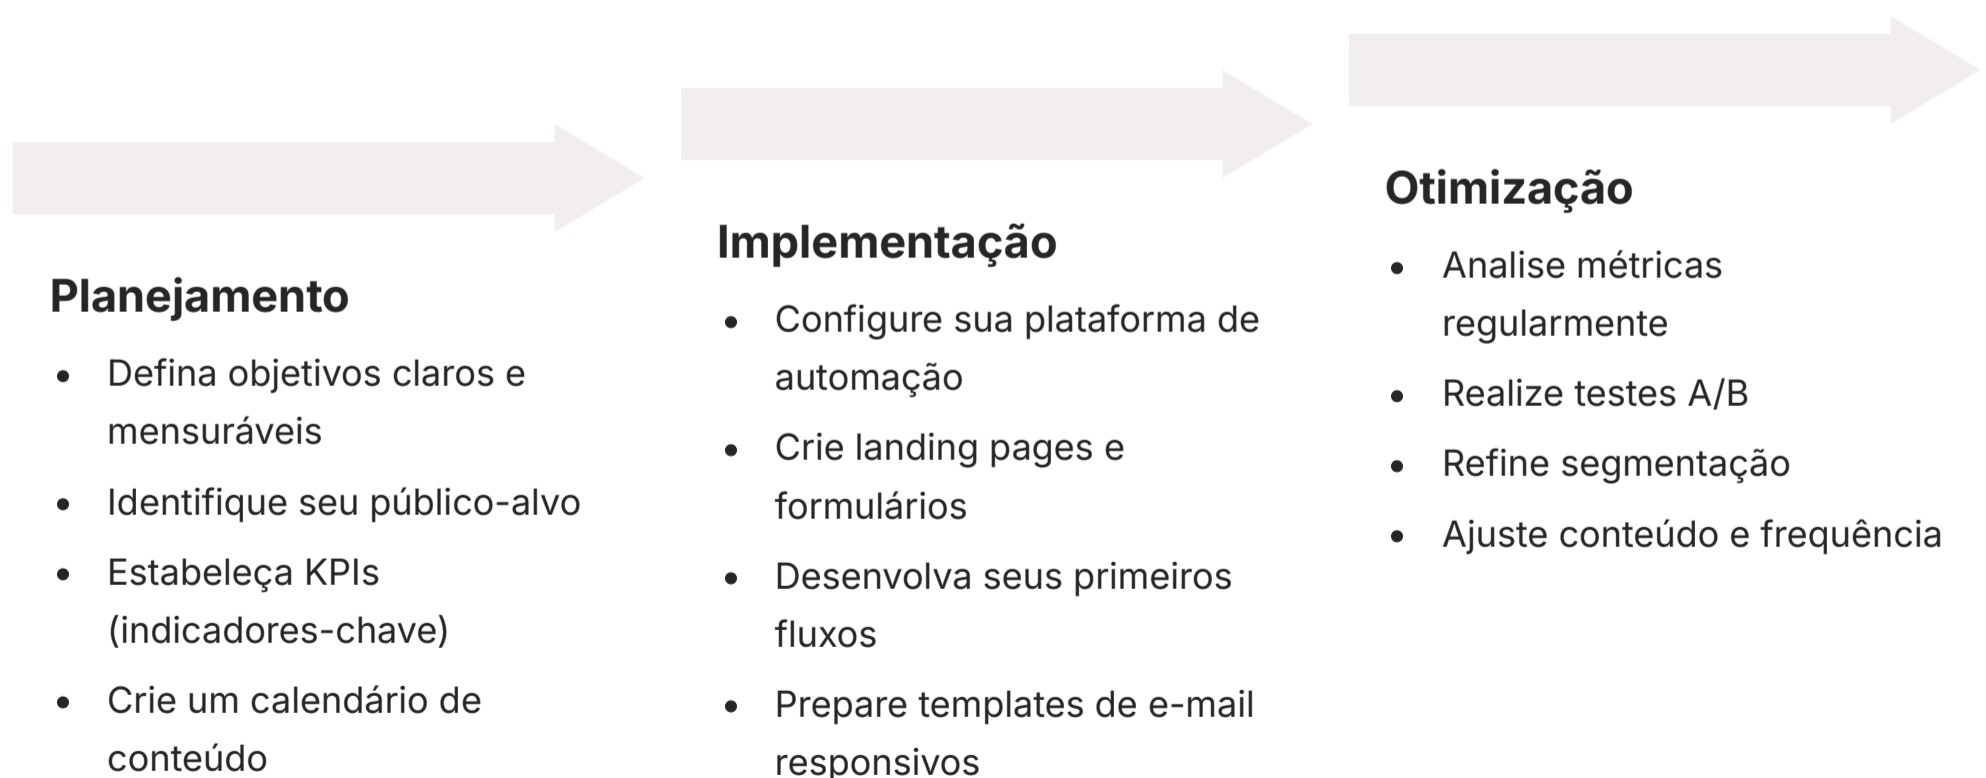 Planejamento
• Defina objetivos claros e
mensuráveis
• Identifique seu público-alvo
• Estabeleça KPIs
(indicadores-chave)
• Crie um calendário de
conteúdo
Implementação
• Configure sua plataforma de
automação
• Crie landing pages e
formulários
• Desenvolva seus primeiros
fluxos
• Prepare templates de e-mail
responsivos
Otimização
• Analise métricas
regularmente
• Realize testes A/B
• Refine segmentação
• Ajuste conteúdo e frequência